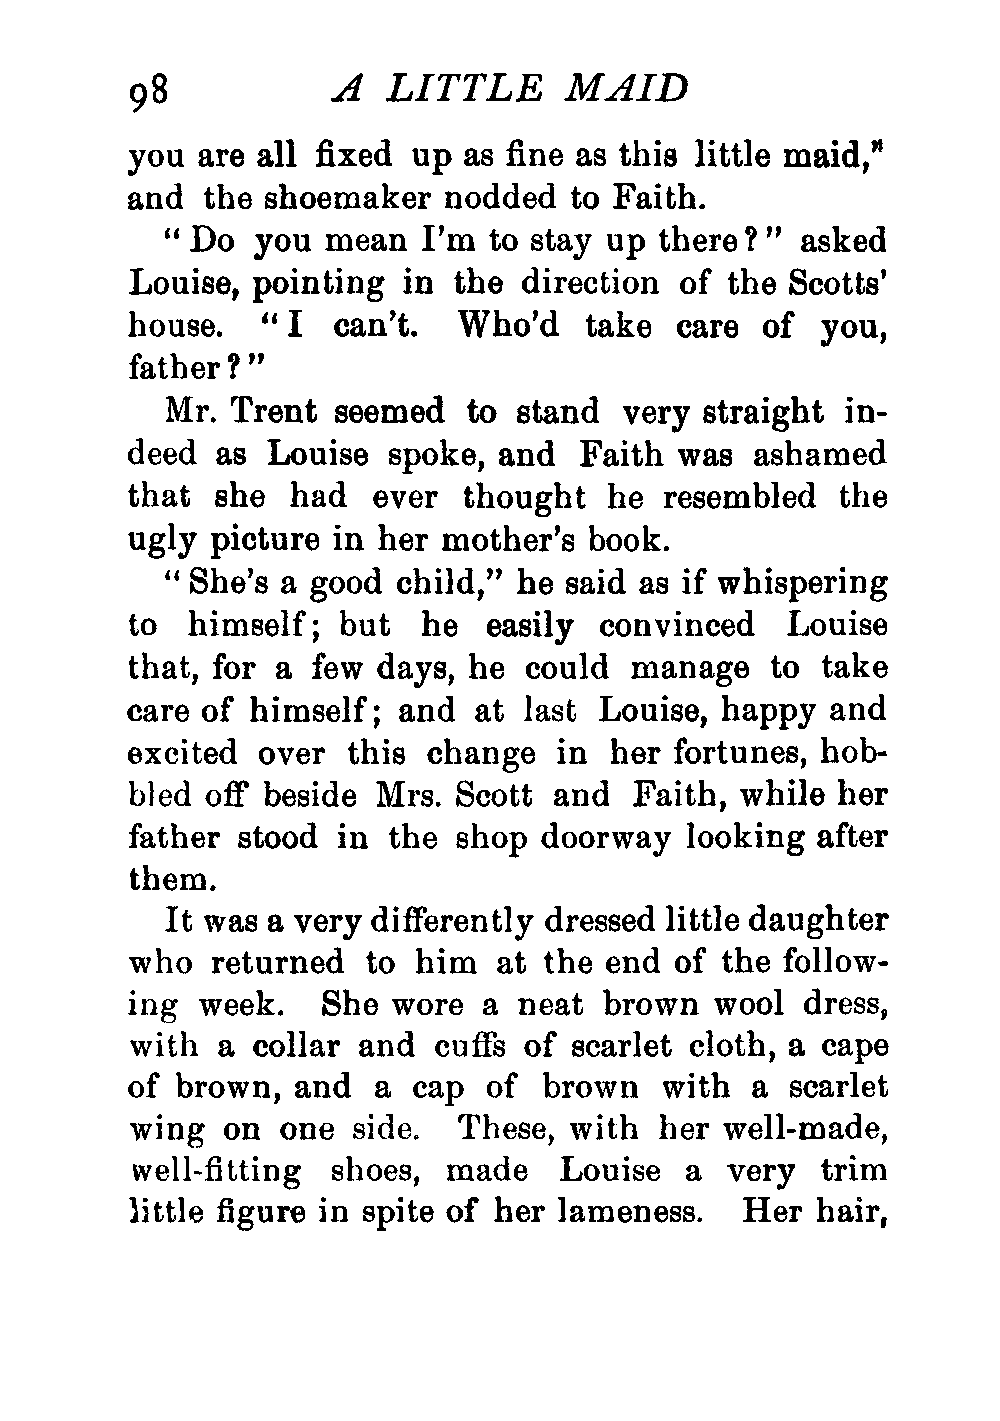 98 A LITTLE MAID
you are all fixed up as fine as this little maid,"
and the shoemaker nodded to Faith.
"Do you mean I'm to stay up there?" asked
Louise, pointing in the direction of the Scotts'
house. "I can't. Who'd take care of you,
father?"
Mr. Trent seemed to stand very straight in-
deed as Louise spoke, and Faith was ashamed
that she had ever thought he resembled the
ugly picture in her mother's book.
"She's a good child," he said as if whispering
to himself; but he easily convinced Louise
that, for a few days, he could manage to take
care of himself; and at last Louise, happy and
excited over this change in her fortunes, hob-
bled off beside Mrs. Scott and Faith, while her
father stood in the shop doorway looking after
them.
It was a very differently dressed little daughter
who returned to him at the end of the follow-
ing week. She wore a neat brown wool dress,
with a collar and cuffs of scarlet cloth, a cape
of brown, and a cap of brown with a scarlet
wing on one side. These, with her well-made,
well-fitting shoes, made Louise a very trim
little figure in spite of her lameness. Her hair,